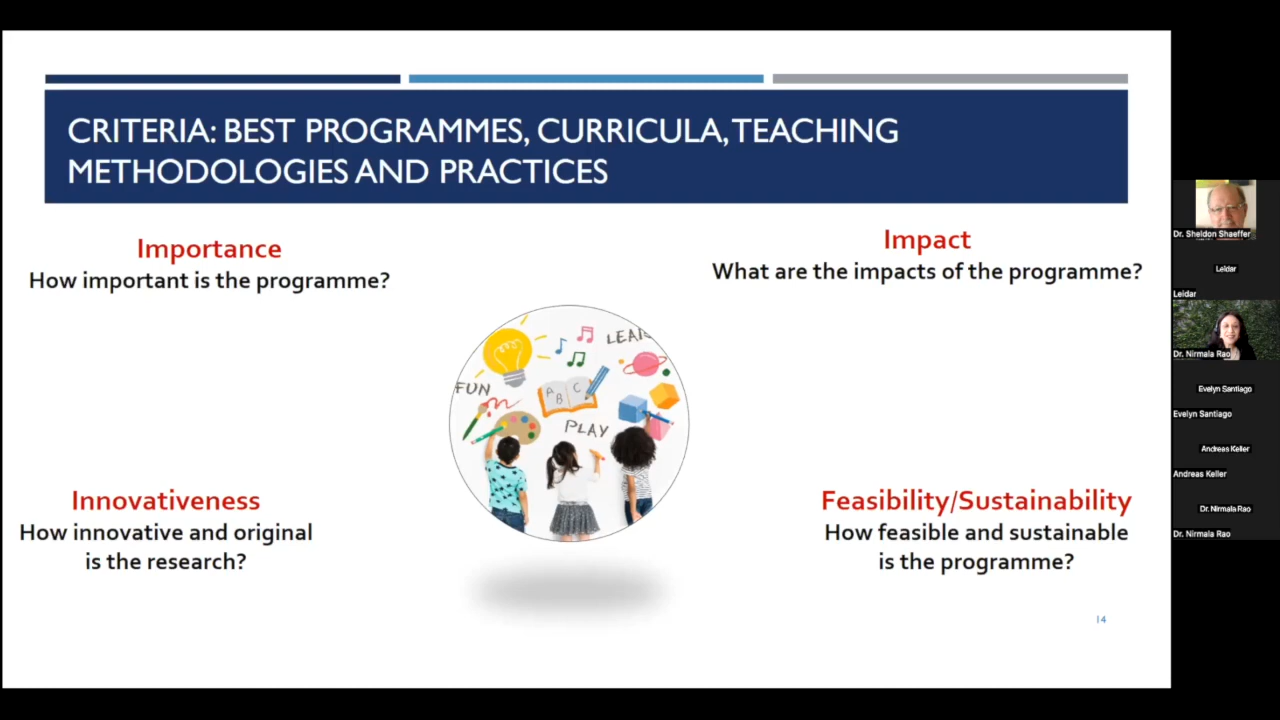 CRITERIA: BEST PROGRAMMES, CURRICULA, TEACHING
METHODOLOGIES AND PRACTICES
Importance
How important is the programme?
Impact
What are the impacts of the programme?
LEAR
FUN
A B C
PLAY
Innovativeness
How innovative and original
is the research?
Feasibility/Sustainability
How feasible and sustainable
is the programme?
14
Dr. Sheldon Shaeffer
Leidar
Leidar
Dr. Nirmala Rao
Evelyn Santiago
Evelyn Santiago
Andreas Keller
Andreas Keller
Dr. Nirmala Rao
Dr. Nirmala Rao